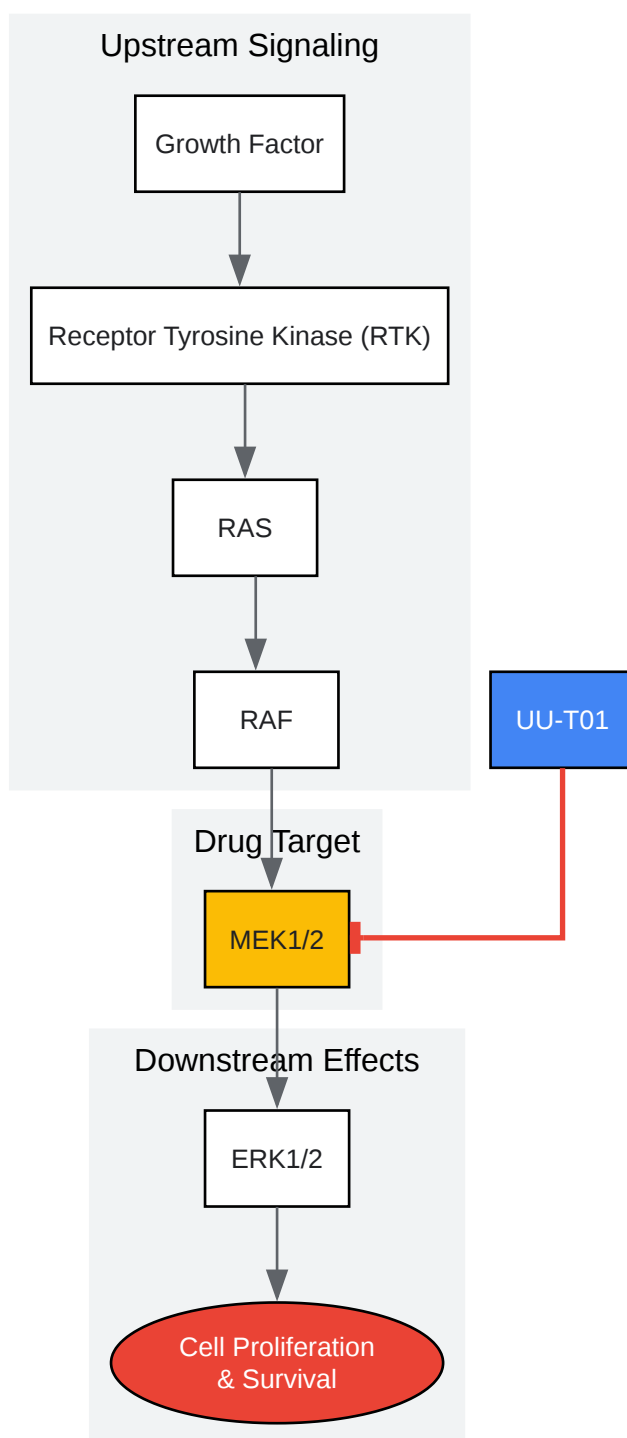 Upstream Signaling
Growth Factor
Receptor Tyrosine Kinase (RTK)
RAS
RAF
UU-T01
Drug Target
MEK1/2
Downstream Effects
ERK1/2
Cell Proliferation
& Survival